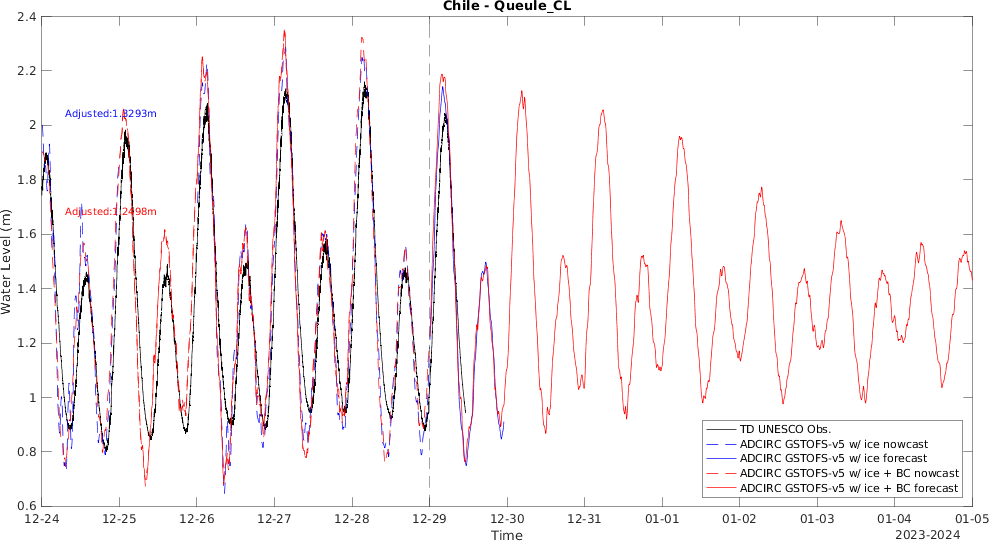 Chile - Queule_CL
2.4
2.2
2
1.8
1.6
1.4
1.2
1
0.8
0.6
Water Level (m)
Adjusted:1.3293m
Adjusted:1.2498m
TD UNESCO Obs.
ADCIRC GSTOFS-v5 w/ ice nowcast
ADCIRC GSTOFS-v5 w/ ice forecast
ADCIRC GSTOFS-v5 w/ ice + BC nowcast
ADCIRC GSTOFS-v5 w/ ice + BC forecast
12-24 12-25 12-26 12-27 12-28 12-29 12-30 12-31 01-01 01-02 01-03 01-04 01-05
Time
2023-2024